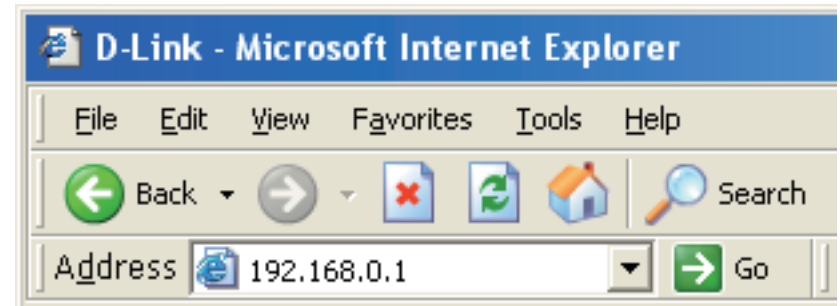 D-Link - Microsoft Internet Explorer
File Edit View Favorites Tools Help
Back Search
Address 192.168.0.1 Go